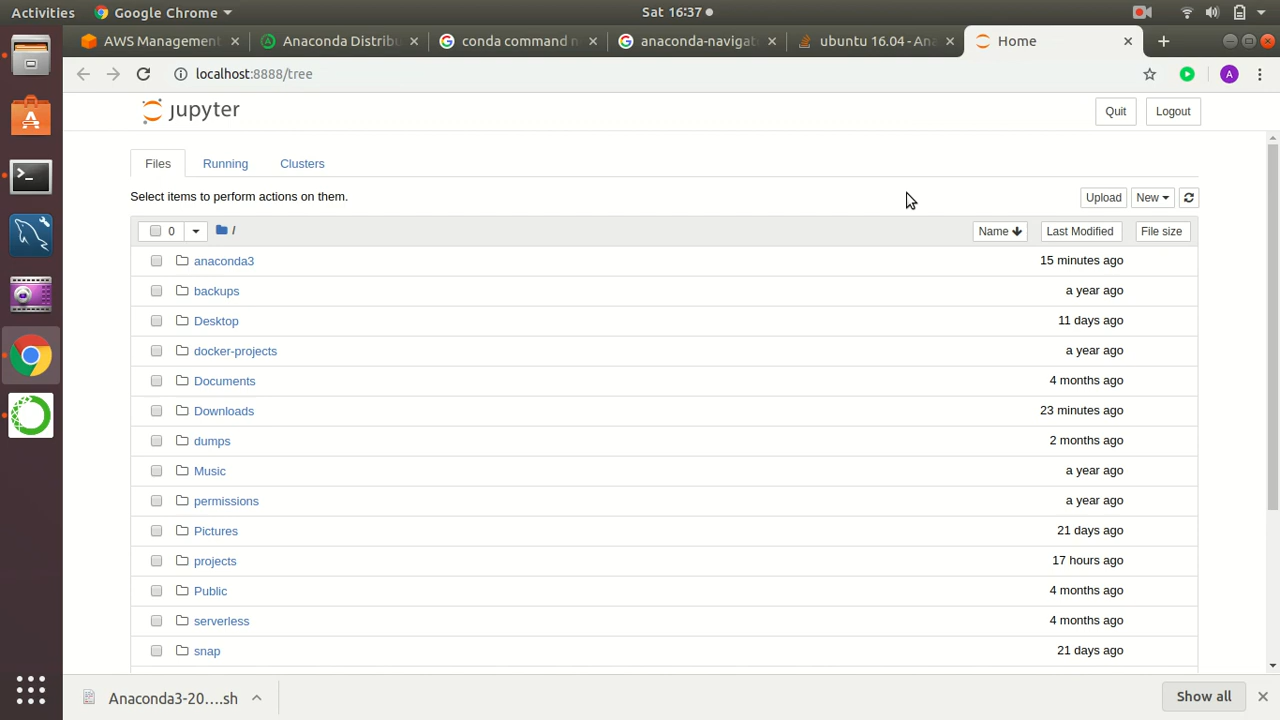 Activities Google Chrome Sat 16:37
AWS Management Anaconda Distribu conda command anaconda-navigat ubuntu 16.04 - Ana Home
localhost:8888/tree A
jupyter Quit Logout
Files Running Clusters
Select items to perform actions on them. Upload New
0 / Name Last Modified File size
anaconda3 15 minutes ago
backups a year ago
Desktop 11 days ago
docker-projects a year ago
Documents 4 months ago
Downloads 23 minutes ago
dumps 2 months ago
Music a year ago
permissions a year ago
Pictures 21 days ago
projects 17 hours ago
Public 4 months ago
serverless 4 months ago
snap 21 days ago
Anaconda3-20....sh Show all